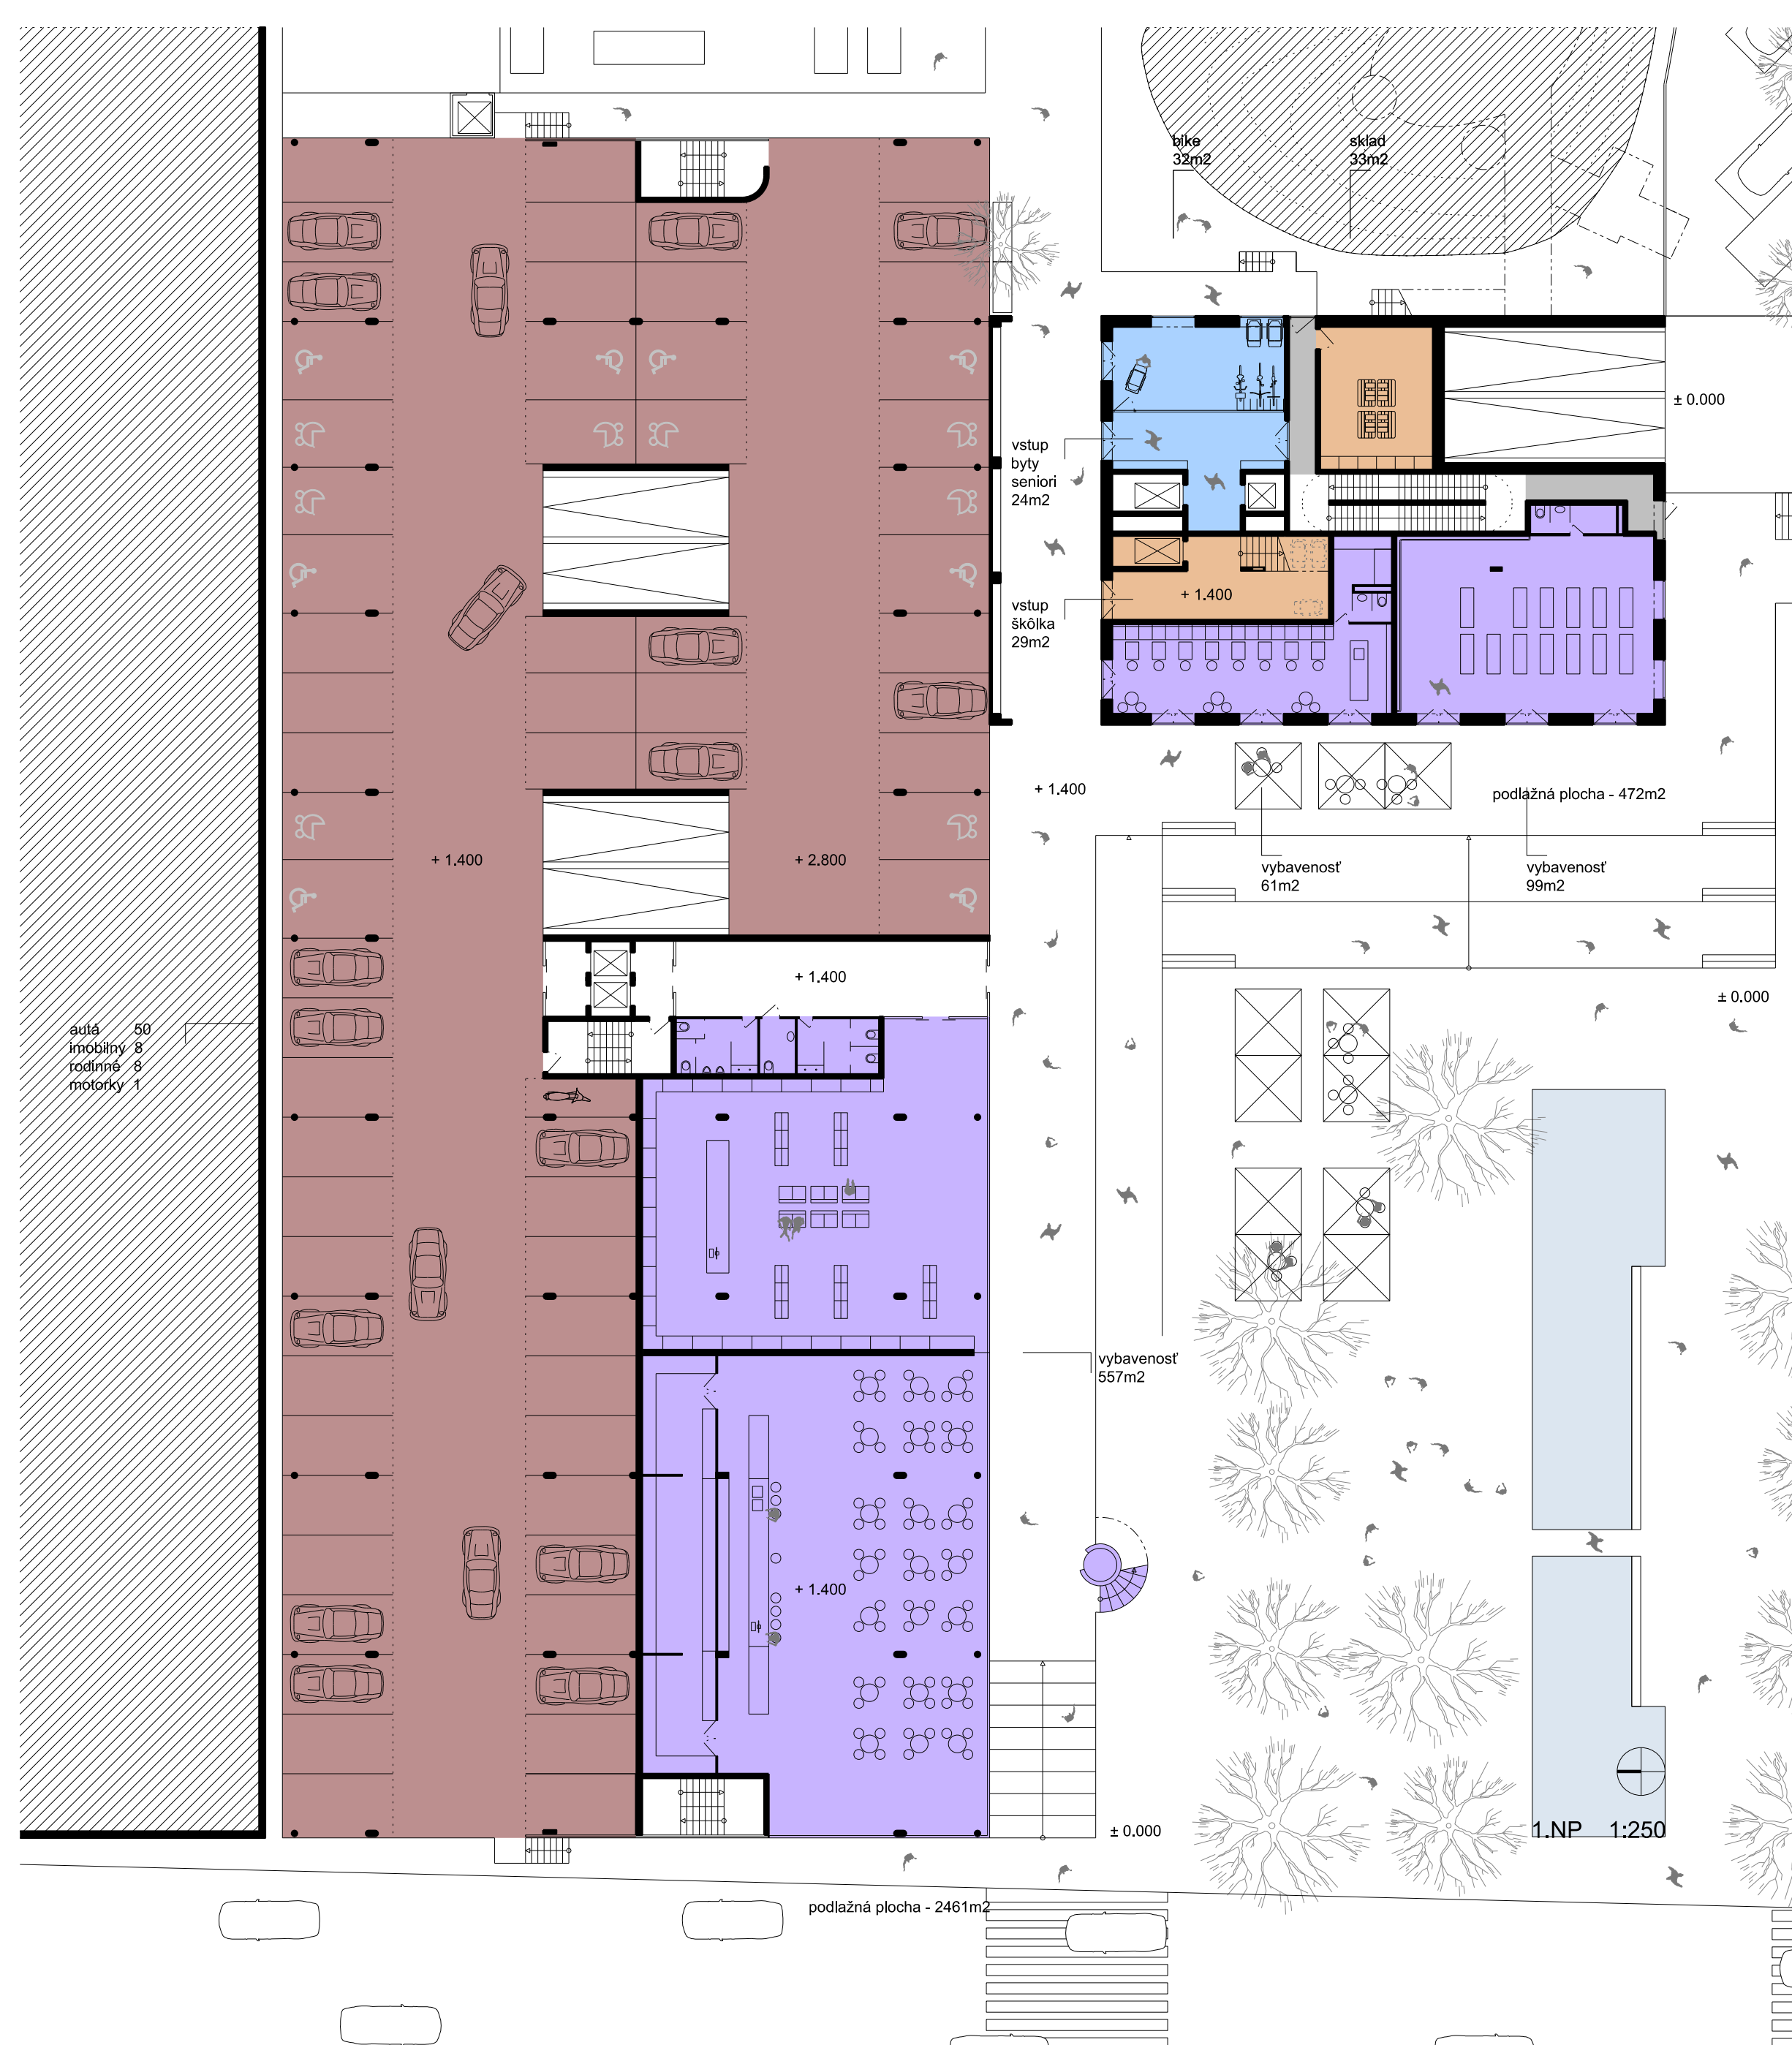 bike
32m2
sklad
33m2
± 0.000
vstup
byty
seniori
24m2
vstup
škôlka
29m2
+ 1.400
+ 1.400
podlažná plocha - 472m2
+ 1.400
+ 2.800
vybavenosť
61m2
vybavenosť
99m2
+ 1.400
± 0.000
autá 50
imobilny 8
rodinné 8
motorky 1
vybavenosť
557m2
+ 1.400
± 0.000
1.NP 1:250
podlažná plocha - 2461m2